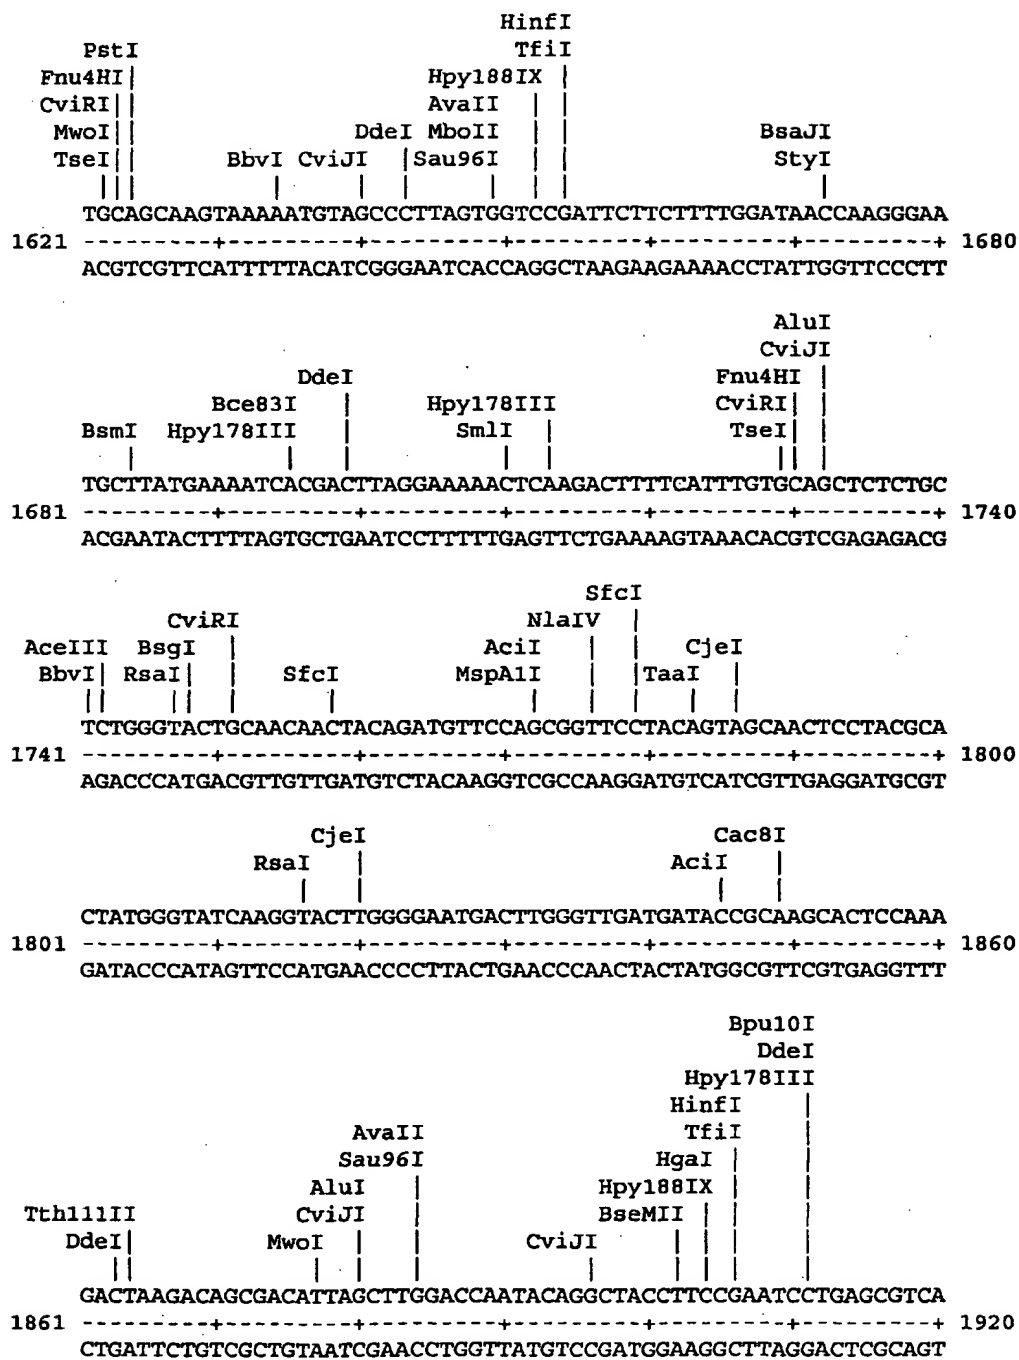 HinfI
PstI TfiI
Fnu4HI Hpy188IX
CviRI AvaII
MwoI DdeI MboII BsaJI
TseI BbvI CviJI Sau96I StyI
TGCAGCAAGTAAAAATGTAGCCCTTAGTGGTCCGATTCTTCTTTTGGATAACCAAGGGAA
1621 ---------+---------+---------+---------+---------+---------+ 1680
ACGTCGTTCATTTTTACATCGGGAATCACCAGGCTAAGAAGAAAACCTATTGGTTCCCTT
AluI
CviJI
DdeI Fnu4HI
Bce83I Hpy178III CviRI
BsmI Hpy178III SmlI TseI
TGCTTATGAAAATCACGACTTAGGAAAAACTCAAGACTTTTCATTTGTGCAGCTCTCTGC
1681 ---------+---------+---------+---------+---------+---------+ 1740
ACGAATACTTTTAGTGCTGAATCCTTTTTGAGTTCTGAAAAGTAAACACGTCGAGAGACG
SfcI
CviRI NlaIV
AceIII BsgI AciI CjeI
BbvI RsaI SfcI MspA1I TaaI
TCTGGGTACTGCAACAACTACAGATGTTCCAGCGGTTCCTACAGTAGCAACTCCTACGCA
1741 ---------+---------+---------+---------+---------+---------+ 1800
AGACCCATGACGTTGTTGATGTCTACAAGGTCGCCAAGGATGTCATCGTTGAGGATGCGT
CjeI Cac8I
RsaI AciI
CTATGGGTATCAAGGTACTTGGGGAATGACTTGGGTTGATGATACCGCAAGCACTCCAAA
1801 ---------+---------+---------+---------+---------+---------+ 1860
GATACCCATAGTTCCATGAACCCCTTACTGAACCCAACTACTATGGCGTTCGTGAGGTTT
Bpu10I
DdeI
Hpy178III
HinfI
AvaII TfiI
Sau96I HgaI
AluI Hpy188IX
Tth111II CviJI BseMII
DdeI MwoI CviJI
GACTAAGACAGCGACATTAGCTTGGACCAATACAGGCTACCTTCCGAATCCTGAGCGTCA
1861 ---------+---------+---------+---------+---------+---------+ 1920
CTGATTCTGTCGCTGTAATCGAACCTGGTTATGTCCGATGGAAGGCTTAGGACTCGCAGT